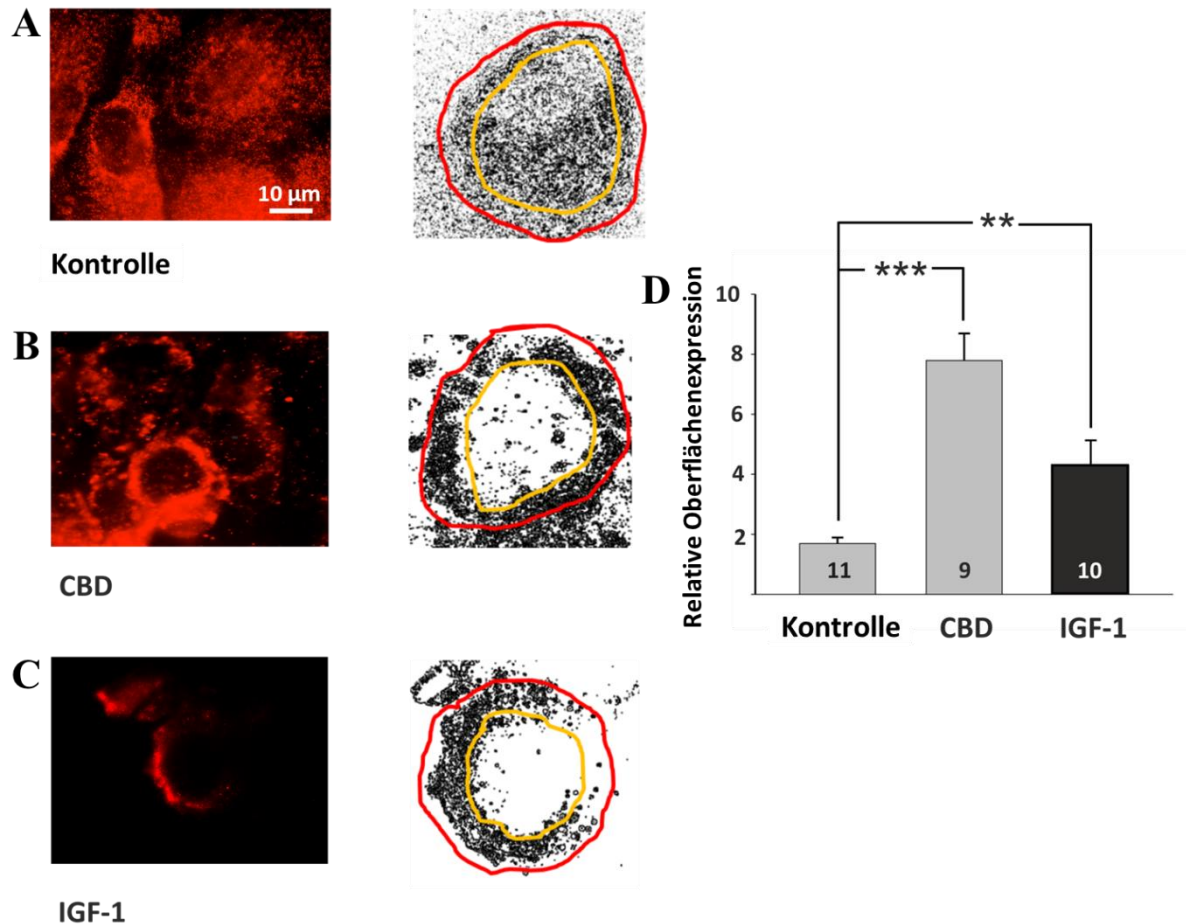 A
10 µm
Kontrolle
B
CBD
C
IGF-1
D
Relative Oberflächenexpression
10
8
6
4
2
**
***
11
9
10
Kontrolle
CBD
IGF-1